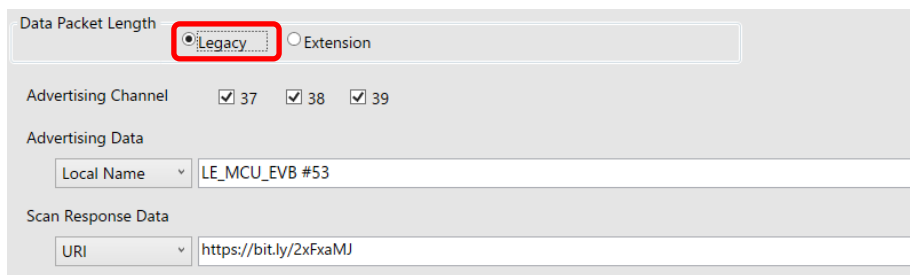 Data Packet Length
Legacy Extension
Advertising Channel 37 38 39
Advertising Data
Local Name LE_MCU_EVB #53
Scan Response Data
URI https://bit.ly/2xFxaMJ